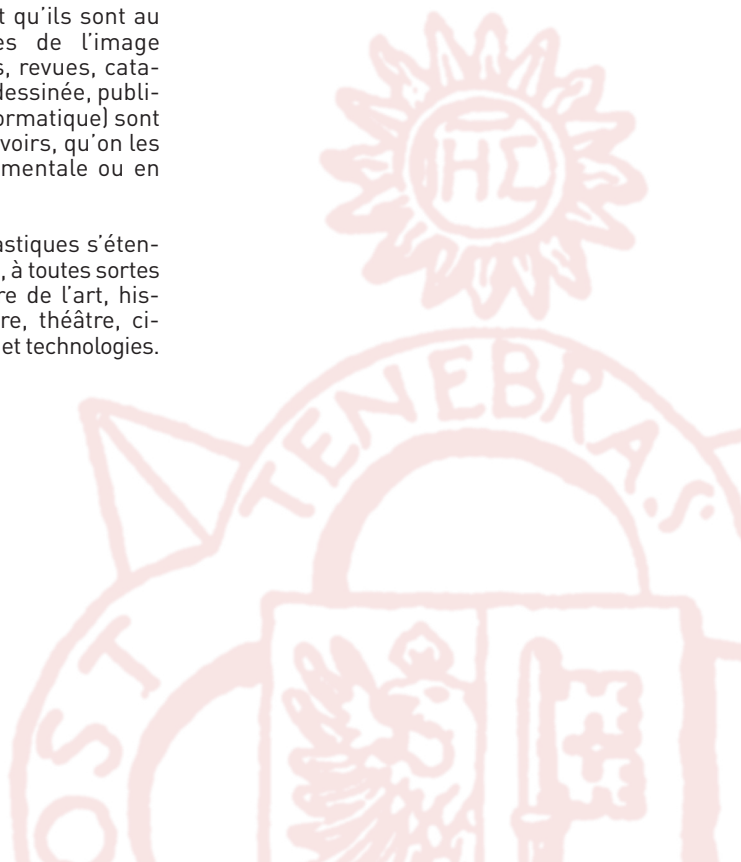 t qu’ils sont au
es de l’image
s, revues, cata-
dessinée, publi-
ormatique) sont
voirs, qu’on les
mentale ou en
astiques s’éten-
, à toutes sortes
re de l’art, his-
re, théâtre, ci-
et technologies.
ΙΗΣ
TENEBRAS.
OST